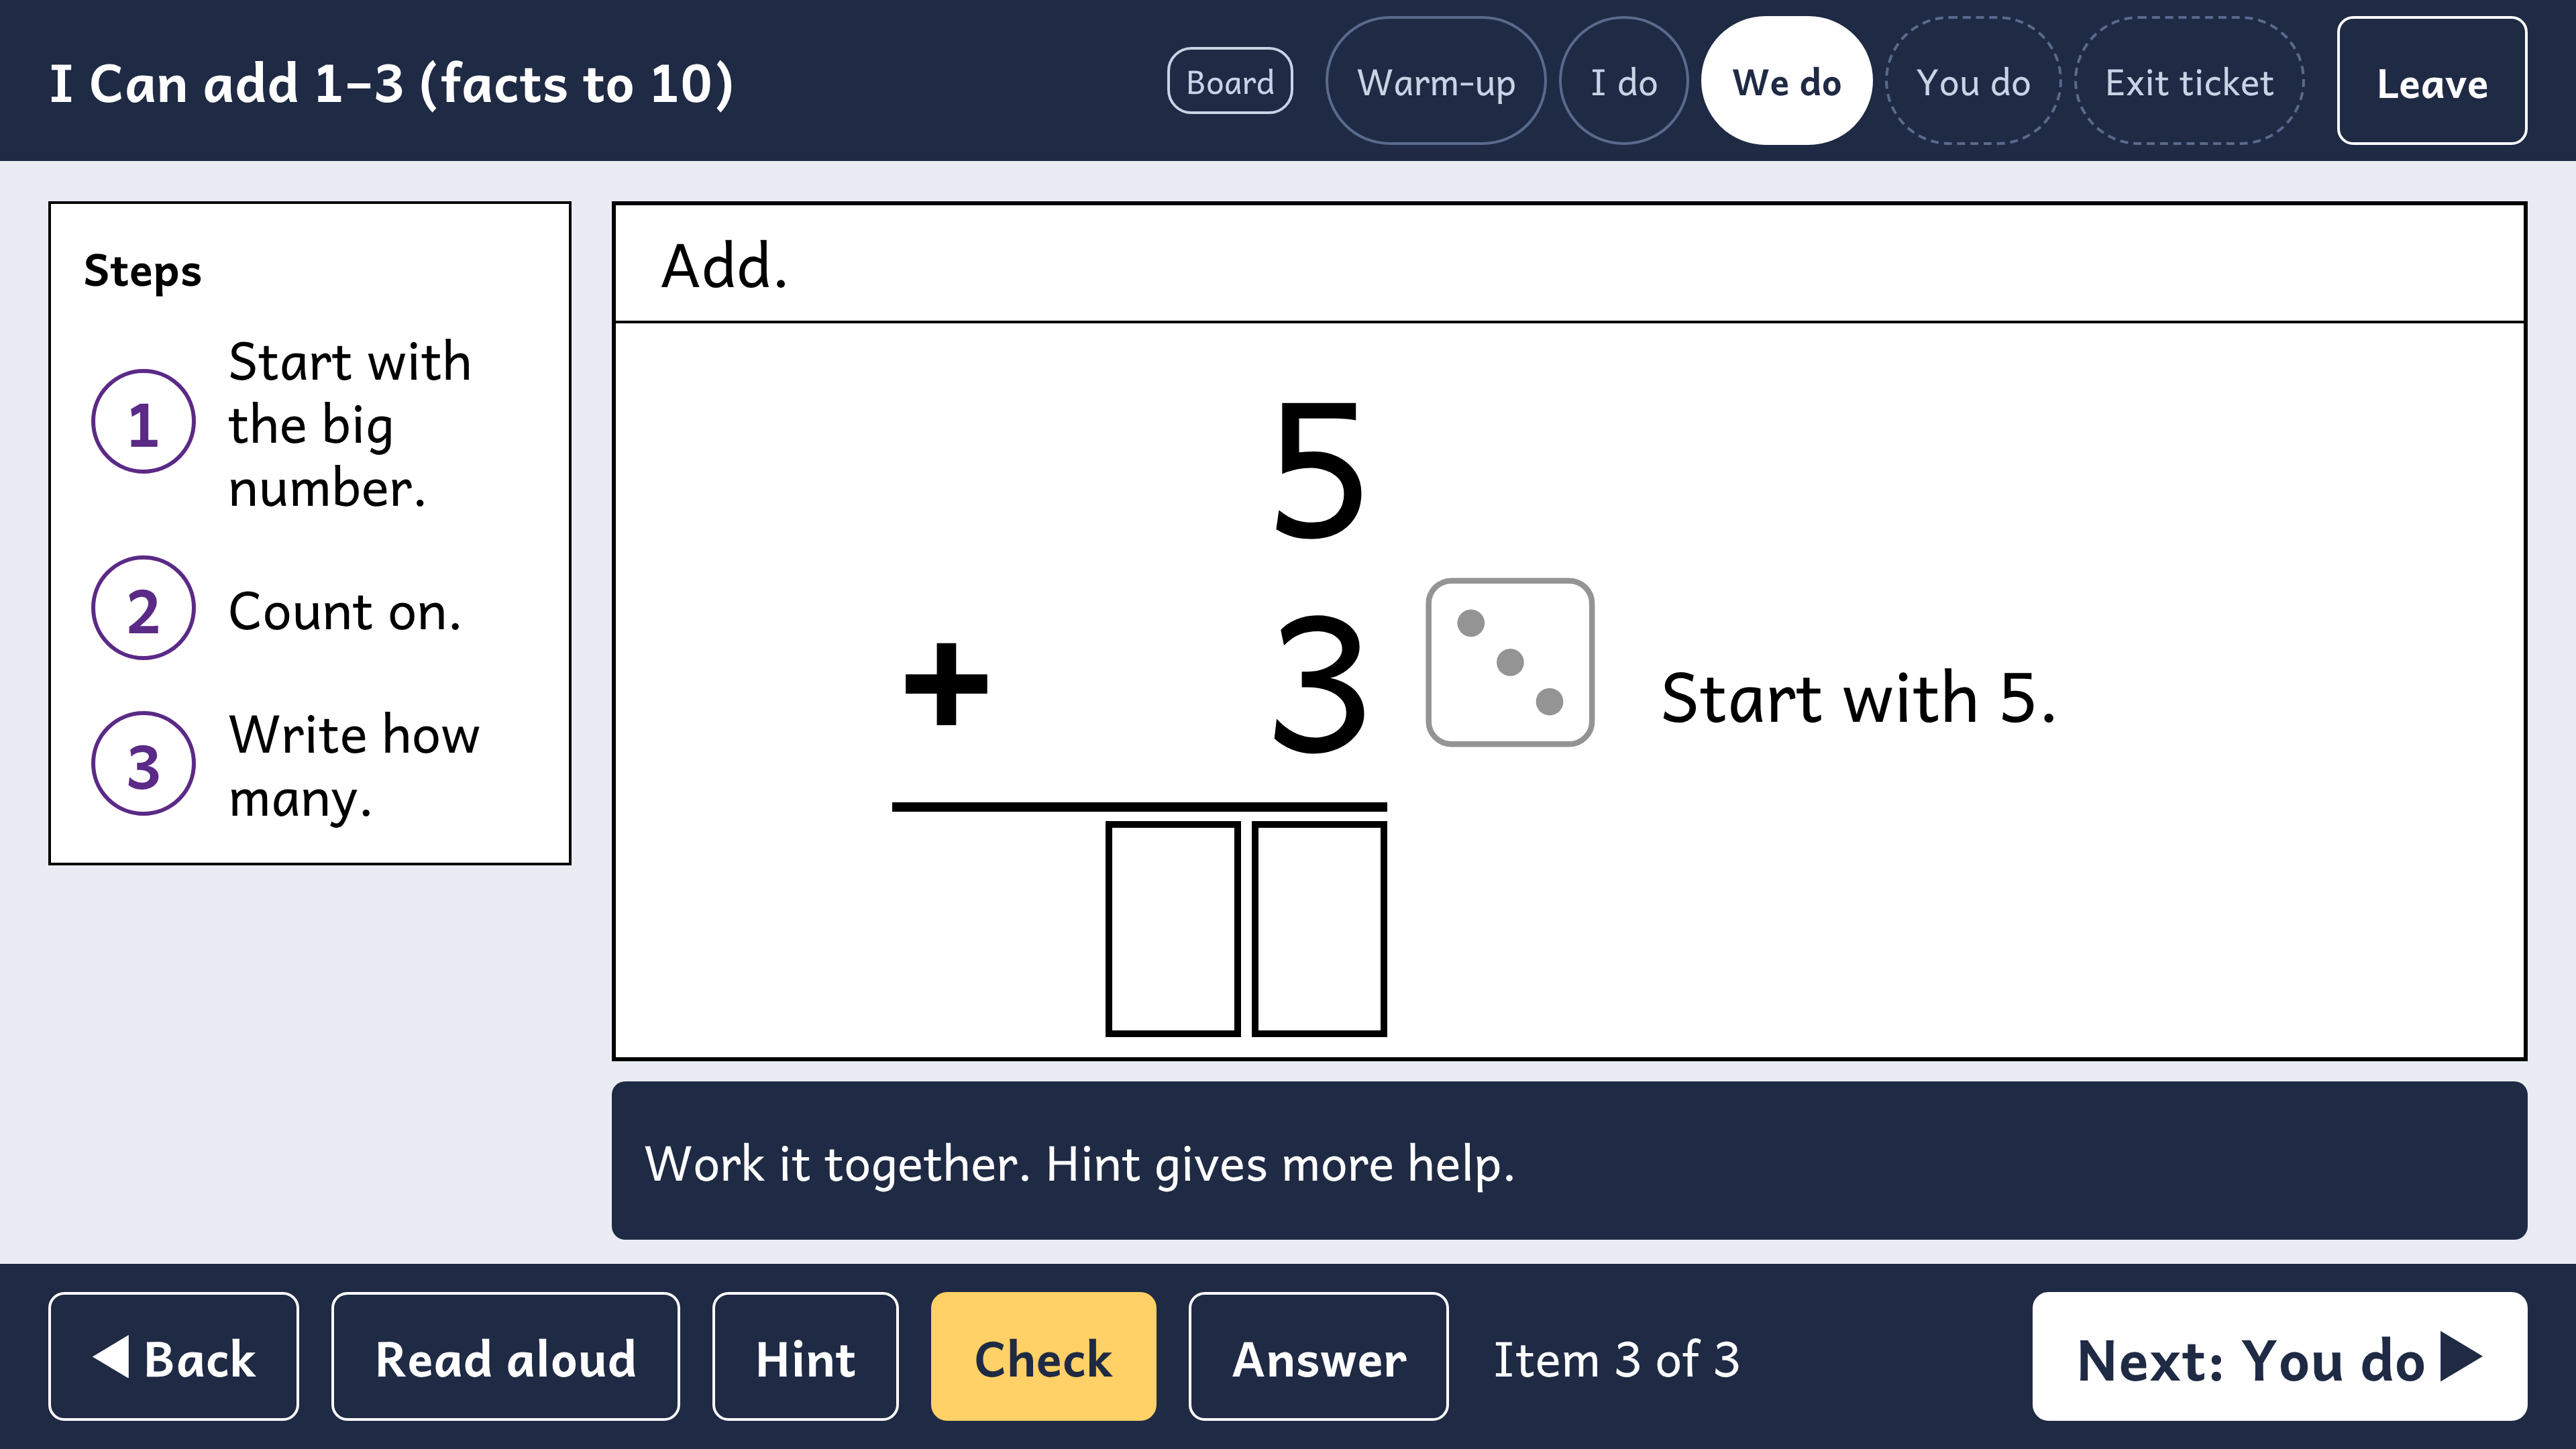 I Can add 1–3 (facts to 10)
Board
Warm-up
I do
We do
You do
Exit ticket
Leave
Steps
1
Start with
the big
number.
2
Count on.
3
Write how
many.
Add.
5
+ 3
Start with 5.
Work it together. Hint gives more help.
Back
Read aloud
Hint
Check
Answer
Item 3 of 3
Next: You do